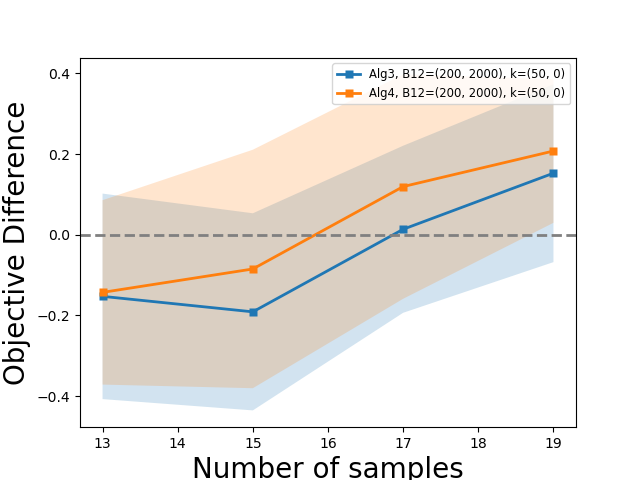 Alg3, B12=(200, 2000), k=(50, 0)
Alg4, B12=(200, 2000), k=(50, 0)
Objective Difference
0.4
0.2
0.0
−0.2
−0.4
13 14 15 16 17 18 19
Number of samples